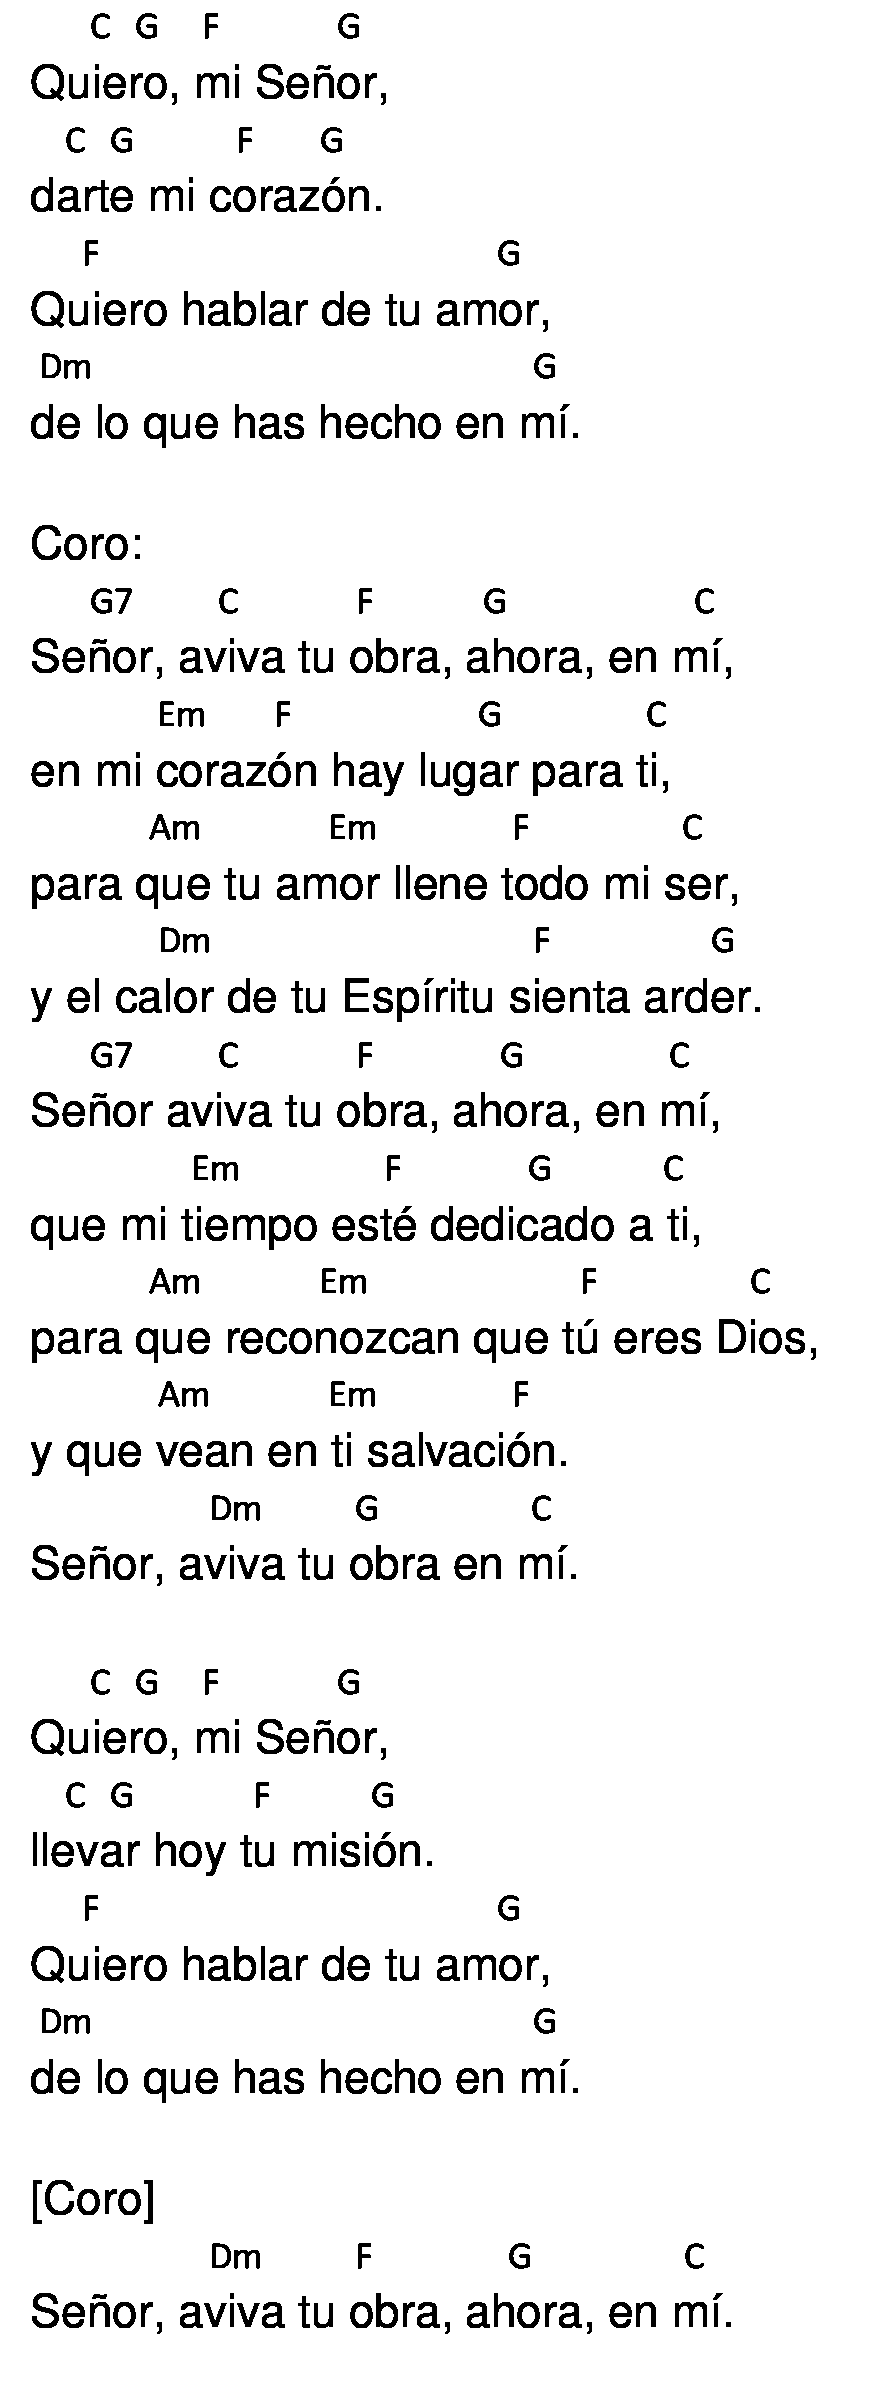 C G F G
Quiero, mi Señor,
C G F G
darte mi corazón.
F G
Quiero hablar de tu amor,
Dm G
de lo que has hecho en mí.
Coro:
G7 C F G C
Señor, aviva tu obra, ahora, en mí,
Em F G C
en mi corazón hay lugar para ti,
Am Em F C
para que tu amor llene todo mi ser,
Dm F G
y el calor de tu Espíritu sienta arder.
G7 C F G C
Señor aviva tu obra, ahora, en mí,
Em F G C
que mi tiempo esté dedicado a ti,
Am Em F C
para que reconozcan que tú eres Dios,
Am Em F
y que vean en ti salvación.
Dm G C
Señor, aviva tu obra en mí.
C G F G
Quiero, mi Señor,
C G F G
llevar hoy tu misión.
F G
Quiero hablar de tu amor,
Dm G
de lo que has hecho en mí.
[Coro]
Dm F G C
Señor, aviva tu obra, ahora, en mí.